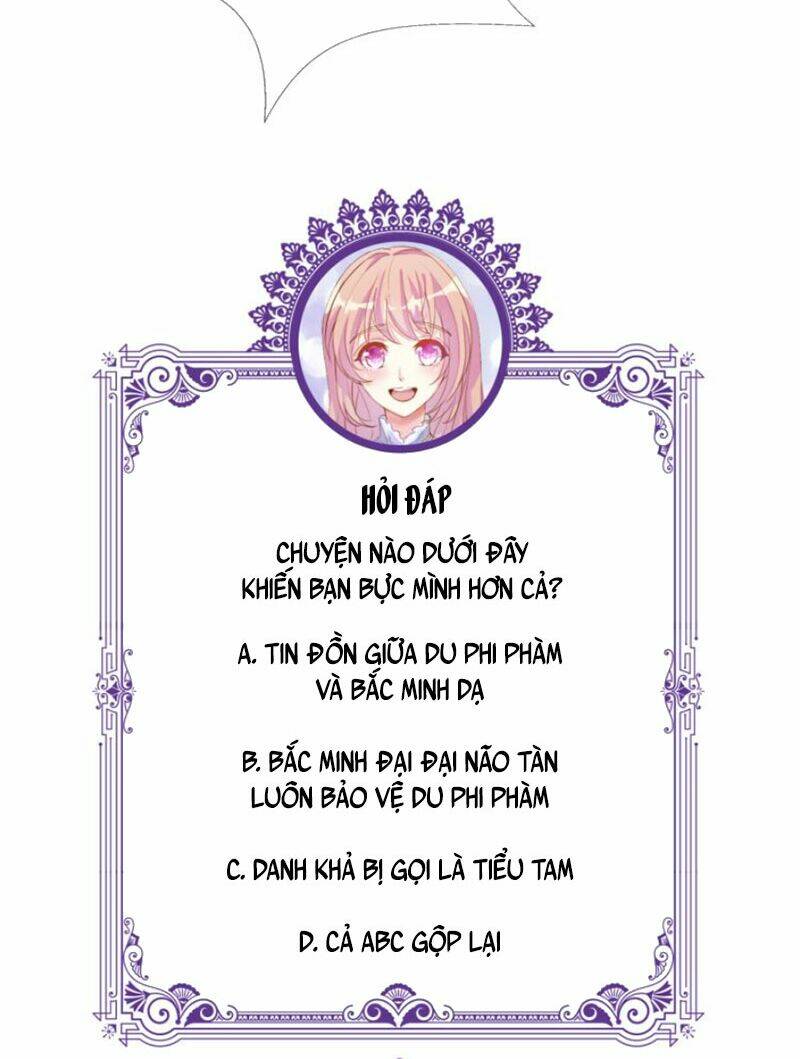 HỎI ĐÁP
CHUYỆN NÀO DƯỚI ĐÂY
KHIẾN BẠN BỰC MÌNH HƠN CẢ?
A. TIN ĐỒN GIỮA DU PHI PHÀM
VÀ BẮC MINH DẠ
B. BẮC MINH ĐẠI ĐẠI NÃO TÀN
LUÔN BẢO VỆ DU PHI PHÀM
C. DANH KHẢ BỊ GỌI LÀ TIỂU TAM
D. CẢ ABC GỘP LẠI